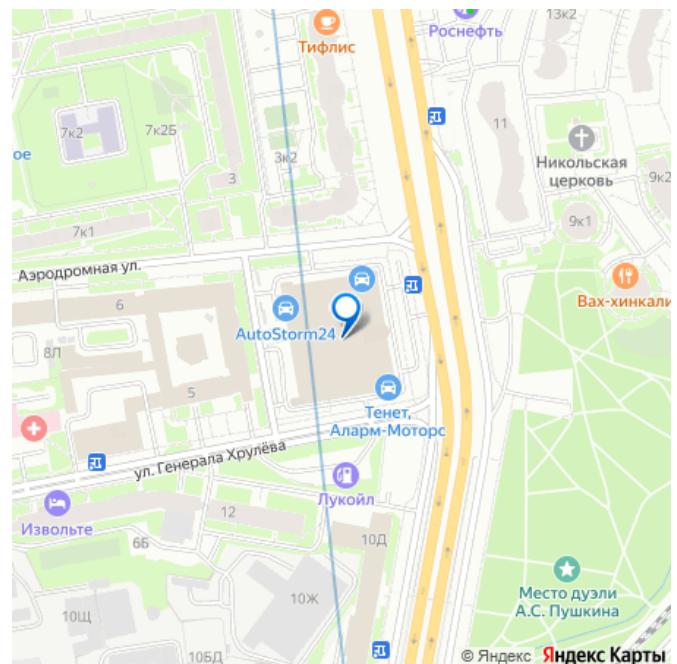 Тифлис
Роснефть
13к2
7к2
7к2Б
11
3к2
ое
Никольская
церковь
9к2
3
9к1
7к1
Аэродромная ул.
Вах-хинкали
6
AutoStorm24
8Л
5
Тенет,
Аларм-Моторс
ул. Генерала Хрулёва
Лукойл
Извольте
12
6Б
10Д
Место дуэли
А.С. Пушкина
10Ж
10Щ
10БД
© Яндекс Яндекс Карты